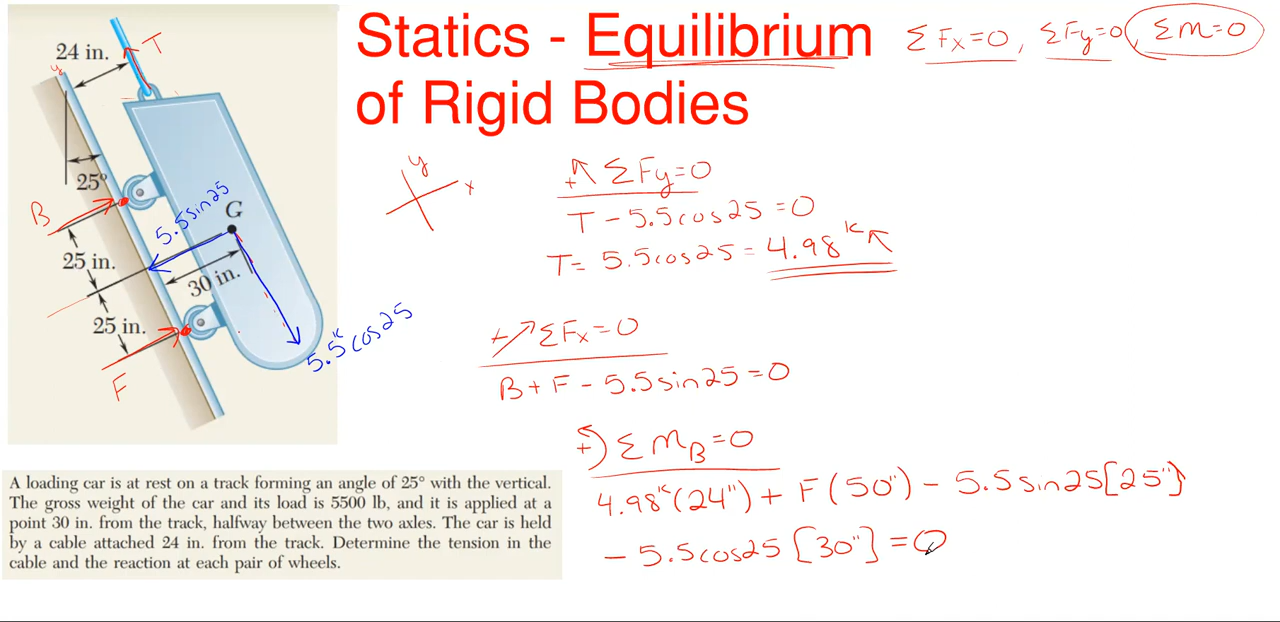 Statics - Equilibrium
of Rigid Bodies
Σ Fx=0, ΣFy=0, Σm=0
24 in.
T
y
25°
B
5.5sin25
G
25 in.
30 in.
25 in.
F
5.5ᵏcos25
y
x
+↖ ΣFy=0
T - 5.5cos25 = 0
T = 5.5cos25 = 4.98ᵏ ↖
+↗ ΣFx=0
B + F - 5.5sin25 = 0
+↺ Σ MB = 0
4.98ᵏ(24") + F(50") - 5.5sin25[25"]
- 5.5cos25[30"] = 0
A loading car is at rest on a track forming an angle of 25° with the vertical.
The gross weight of the car and its load is 5500 lb, and it is applied at a
point 30 in. from the track, halfway between the two axles. The car is held
by a cable attached 24 in. from the track. Determine the tension in the
cable and the reaction at each pair of wheels.